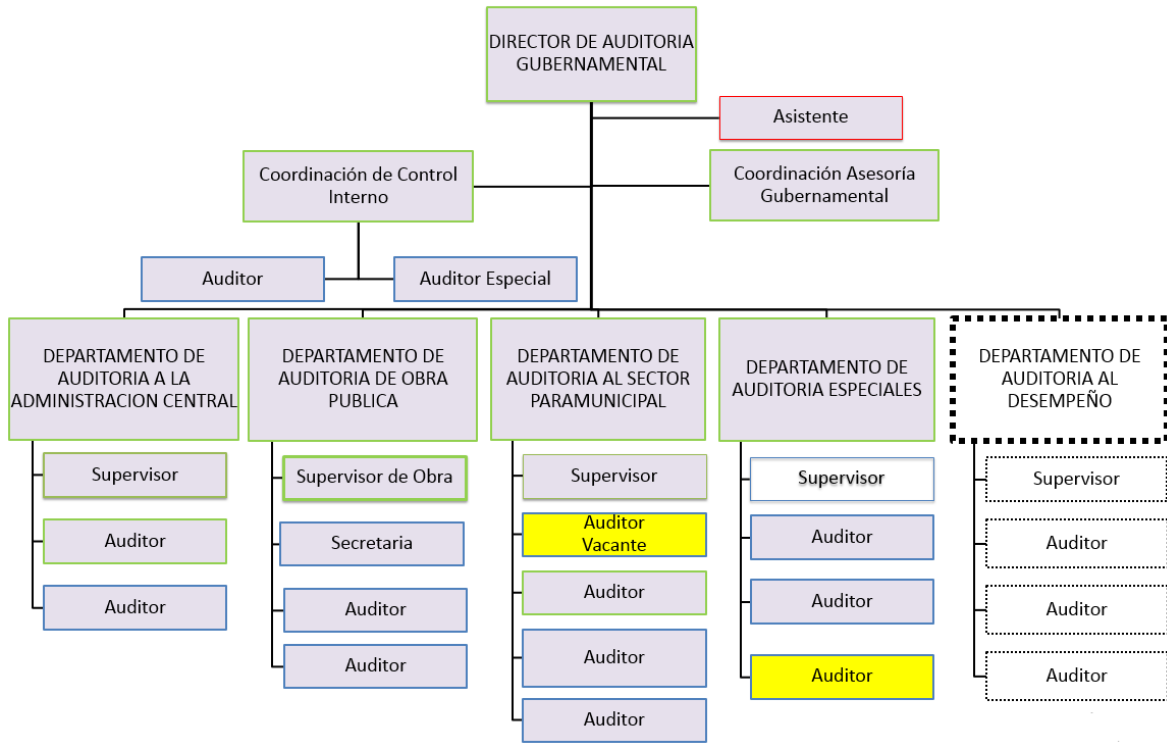 DIRECTOR DE AUDITORIA
GUBERNAMENTAL
Asistente
Coordinación de Control
Interno
Coordinación Asesoría
Gubernamental
Auditor
Auditor Especial
DEPARTAMENTO DE
AUDITORIA A LA
ADMINISTRACION CENTRAL
Supervisor
Auditor
Auditor
DEPARTAMENTO DE
AUDITORIA DE OBRA
PUBLICA
Supervisor de Obra
Secretaria
Auditor
Auditor
DEPARTAMENTO DE
AUDITORIA AL SECTOR
PARAMUNICIPAL
Supervisor
Auditor
Vacante
Auditor
Auditor
Auditor
DEPARTAMENTO DE
AUDITORIA ESPECIALES
Supervisor
Auditor
Auditor
Auditor
DEPARTAMENTO DE
AUDITORIA AL
DESEMPEÑO
Supervisor
Auditor
Auditor
Auditor